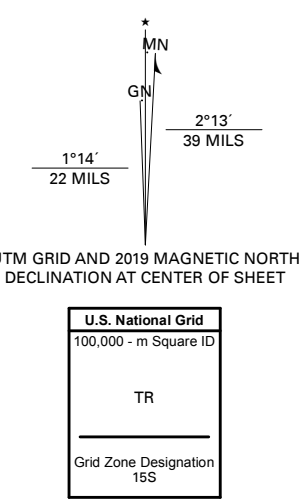 ★
MN
GN
2°13´
39 MILS
1°14´
22 MILS
UTM GRID AND 2019 MAGNETIC NORTH
DECLINATION AT CENTER OF SHEET
U.S. National Grid
100,000 - m Square ID
TR
Grid Zone Designation
15S